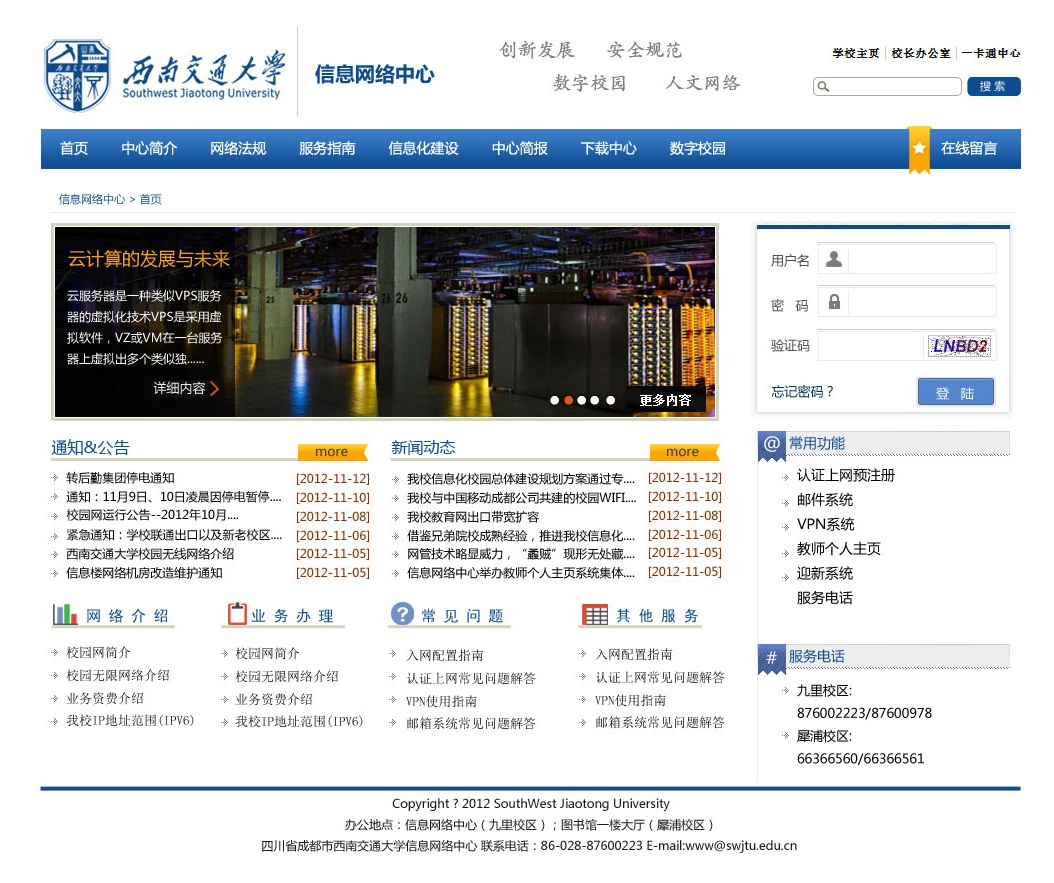 西南交通大学
Southwest Jiaotong University
信息网络中心
创新发展 安全规范
数字校园 人文网络
学校主页 | 校长办公室 | 一卡通中心
搜 索
首页 中心简介 网络法规 服务指南 信息化建设 中心简报 下载中心 数字校园 在线留言
信息网络中心 > 首页
云计算的发展与未来
云服务器是一种类似VPS服务
器的虚拟化技术VPS是采用虚
拟软件，VZ或VM在一台服务
器上虚拟出多个类似独......
详细内容
25
26 26
更多内容
用户名
密 码
验证码 LNBD2
忘记密码？ 登 陆
通知&公告 more
转后勤集团停电通知 [2012-11-12]
通知：11月9日、10日凌晨因停电暂停.... [2012-11-10]
校园网运行公告--2012年10月.... [2012-11-08]
紧急通知：学校联通出口以及新老校区.... [2012-11-06]
西南交通大学校园无线网络介绍 [2012-11-05]
信息楼网络机房改造维护通知 [2012-11-05]
新闻动态 more
我校信息化校园总体建设规划方案通过专.... [2012-11-12]
我校与中国移动成都公司共建的校园WIFI.... [2012-11-10]
我校教育网出口带宽扩容 [2012-11-08]
借鉴兄弟院校成熟经验，推进我校信息化.... [2012-11-06]
网管技术略显威力，“蠡贼”现形无处藏.... [2012-11-05]
信息网络中心举办教师个人主页系统集体.... [2012-11-05]
@ 常用功能
认证上网预注册
邮件系统
VPN系统
教师个人主页
迎新系统
服务电话
网络介绍
校园网简介
校园无限网络介绍
业务资费介绍
我校IP地址范围(IPV6)
业务办理
校园网简介
校园无限网络介绍
业务资费介绍
我校IP地址范围(IPV6)
? 常见问题
入网配置指南
认证上网常见问题解答
VPN使用指南
邮箱系统常见问题解答
其他服务
入网配置指南
认证上网常见问题解答
VPN使用指南
邮箱系统常见问题解答
# 服务电话
九里校区:
876002223/87600978
犀浦校区:
66366560/66366561
Copyright ? 2012 SouthWest Jiaotong University
办公地点：信息网络中心（九里校区）；图书馆一楼大厅（犀浦校区）
四川省成都市西南交通大学信息网络中心 联系电话：86-028-87600223 E-mail:www@swjtu.edu.cn